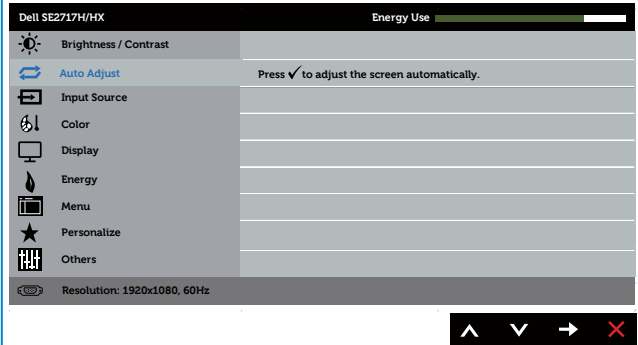 Dell SE2717H/HX
Energy Use
Brightness / Contrast
Auto Adjust
Press ✓ to adjust the screen automatically.
Input Source
Color
Display
Energy
Menu
Personalize
Others
Resolution: 1920x1080, 60Hz